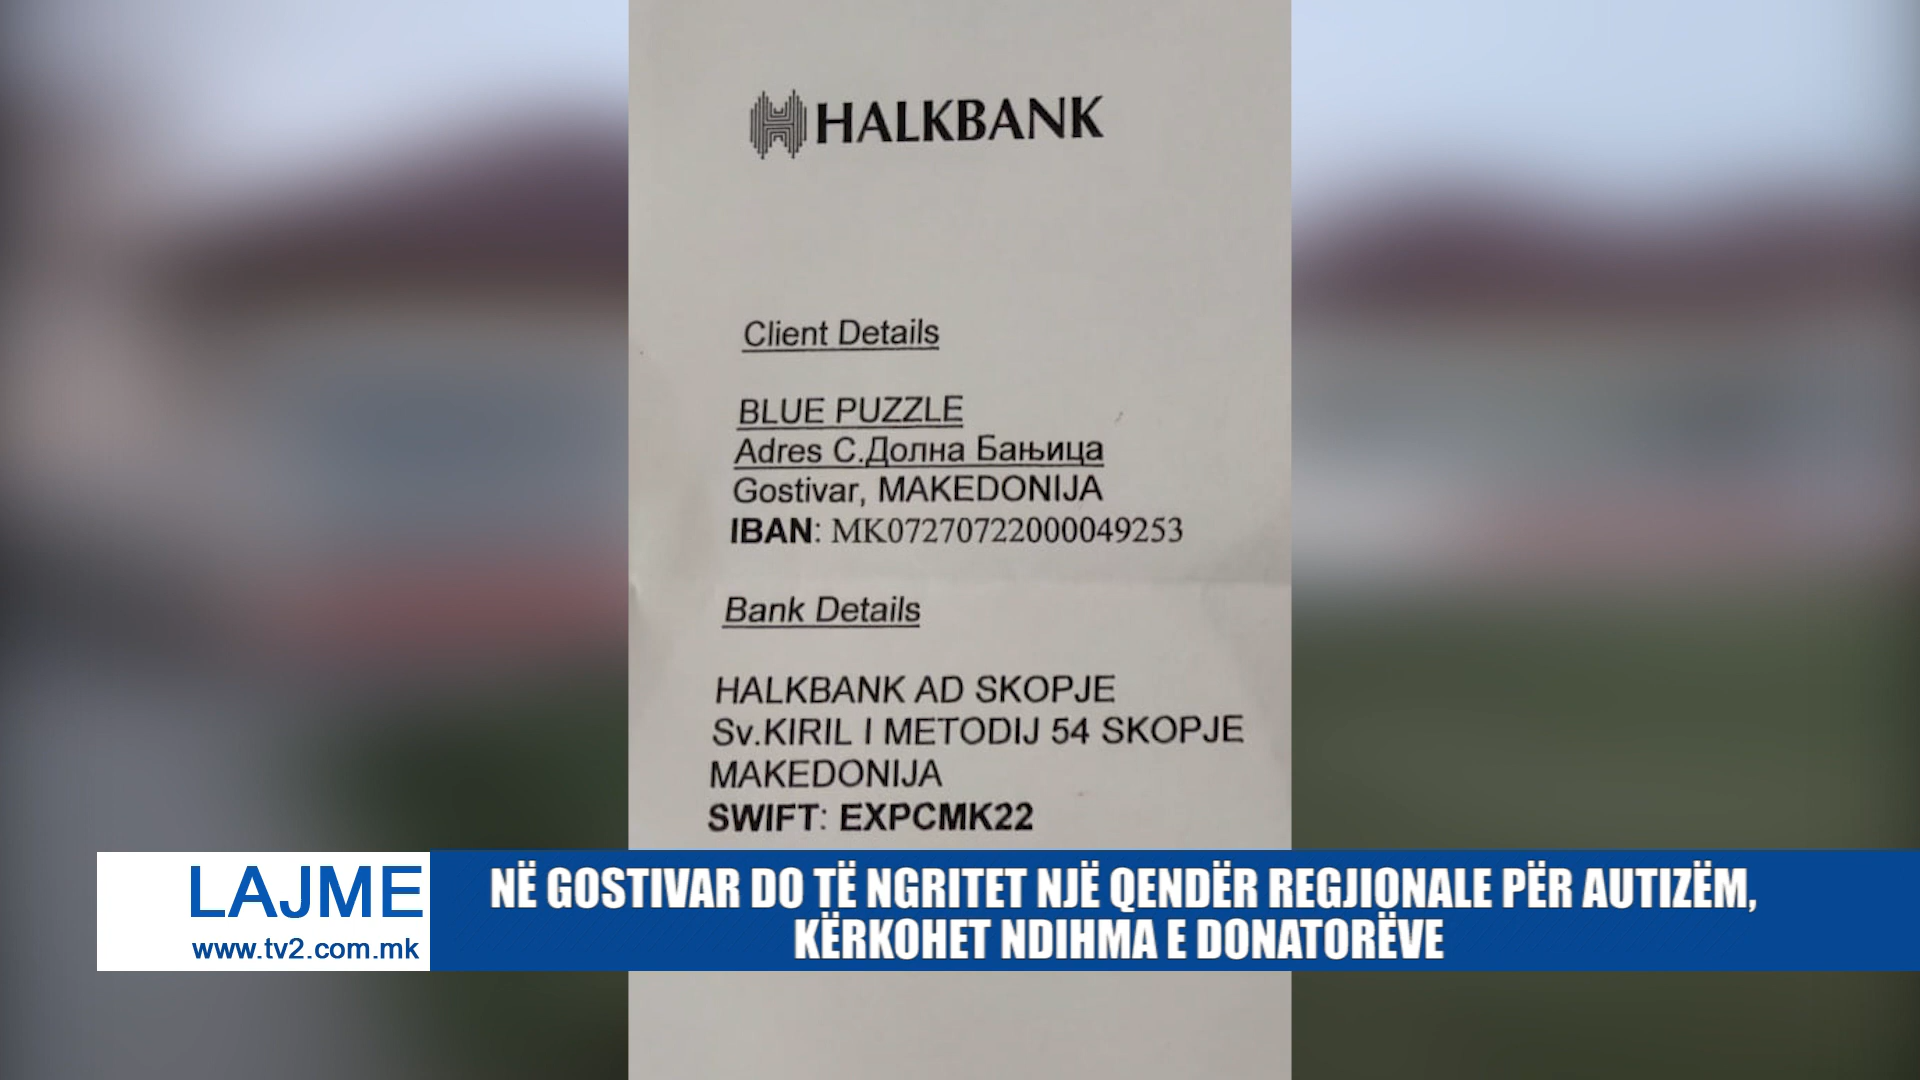 HALKBANK
Client Details
BLUE PUZZLE
Adres С.Долна Бањица
Gostivar, MAKEDONIJA
IBAN: MK07270722000049253
Bank Details
HALKBANK AD SKOPJE
Sv.KIRIL I METODIJ 54 SKOPJE
MAKEDONIJA
SWIFT: EXPCMK22
LAJME
www.tv2.com.mk
NË GOSTIVAR DO TË NGRITET NJË QENDËR REGJIONALE PËR AUTIZËM,
KËRKOHET NDIHMA E DONATORËVE